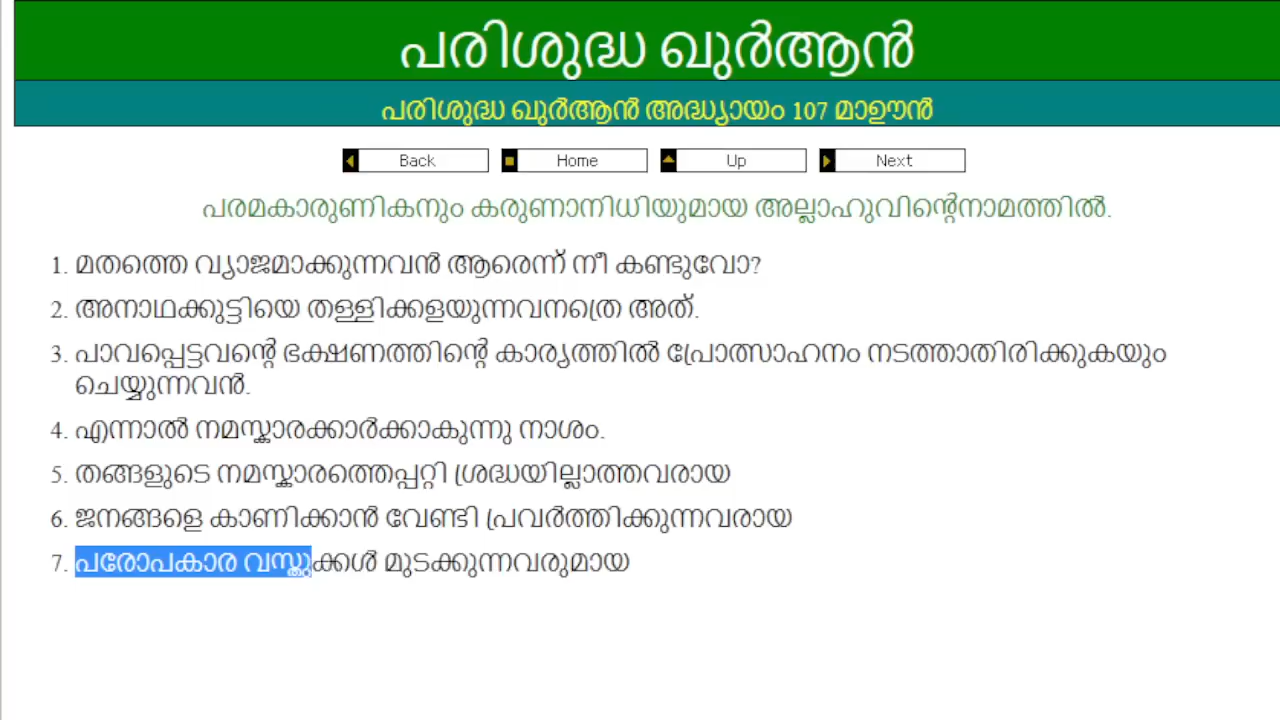 പരിശുദ്ധ ഖുർആൻ
പരിശുദ്ധ ഖുർആൻ അദ്ധ്യായം 107 മാഊൻ
Back Home Up Next
പരമകാരുണികനും കരുണാനിധിയുമായ അല്ലാഹുവിന്റെനാമത്തിൽ.
1. മതത്തെ വ്യാജമാക്കുന്നവൻ ആരെന്ന് നീ കണ്ടുവോ?
2. അനാഥക്കുട്ടിയെ തള്ളിക്കളയുന്നവനത്രെ അത്.
3. പാവപ്പെട്ടവന്റെ ഭക്ഷണത്തിന്റെ കാര്യത്തിൽ പ്രോത്സാഹനം നടത്താതിരിക്കുകയും
ചെയ്യുന്നവൻ.
4. എന്നാൽ നമസ്കാരക്കാർക്കാകുന്നു നാശം.
5. തങ്ങളുടെ നമസ്കാരത്തെപ്പറ്റി ശ്രദ്ധയില്ലാത്തവരായ
6. ജനങ്ങളെ കാണിക്കാൻ വേണ്ടി പ്രവർത്തിക്കുന്നവരായ
7. പരോപകാര വസ്തുക്കൾ മുടക്കുന്നവരുമായ